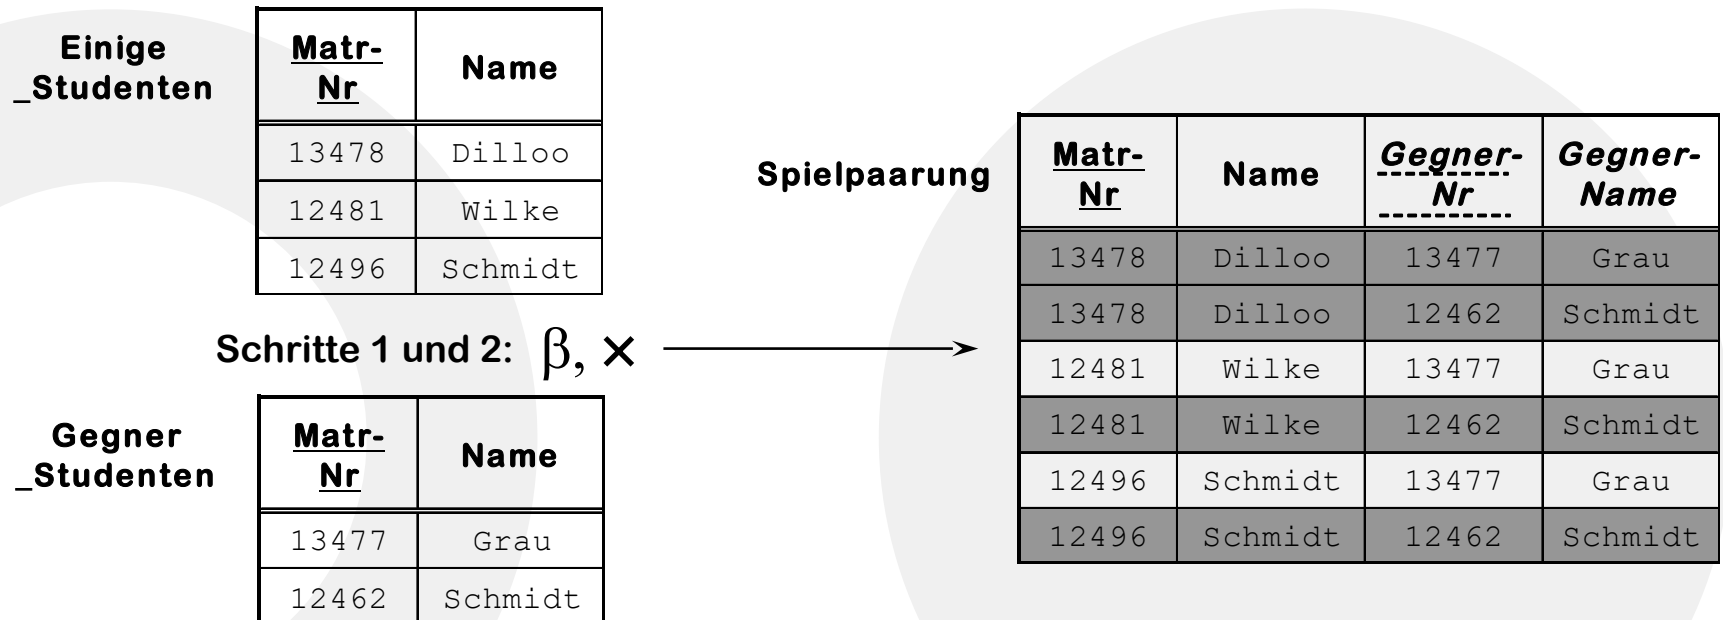 Einige
_Studenten
Matr-
Nr
Name
13478 Dilloo
12481 Wilke
12496 Schmidt
Schritte 1 und 2: β, ×
Gegner
_Studenten
Matr-
Nr
Name
13477 Grau
12462 Schmidt
Spielpaarung
Matr-
Nr
Name
Gegner-
Nr
Gegner-
Name
13478 Dilloo 13477 Grau
13478 Dilloo 12462 Schmidt
12481 Wilke 13477 Grau
12481 Wilke 12462 Schmidt
12496 Schmidt 13477 Grau
12496 Schmidt 12462 Schmidt